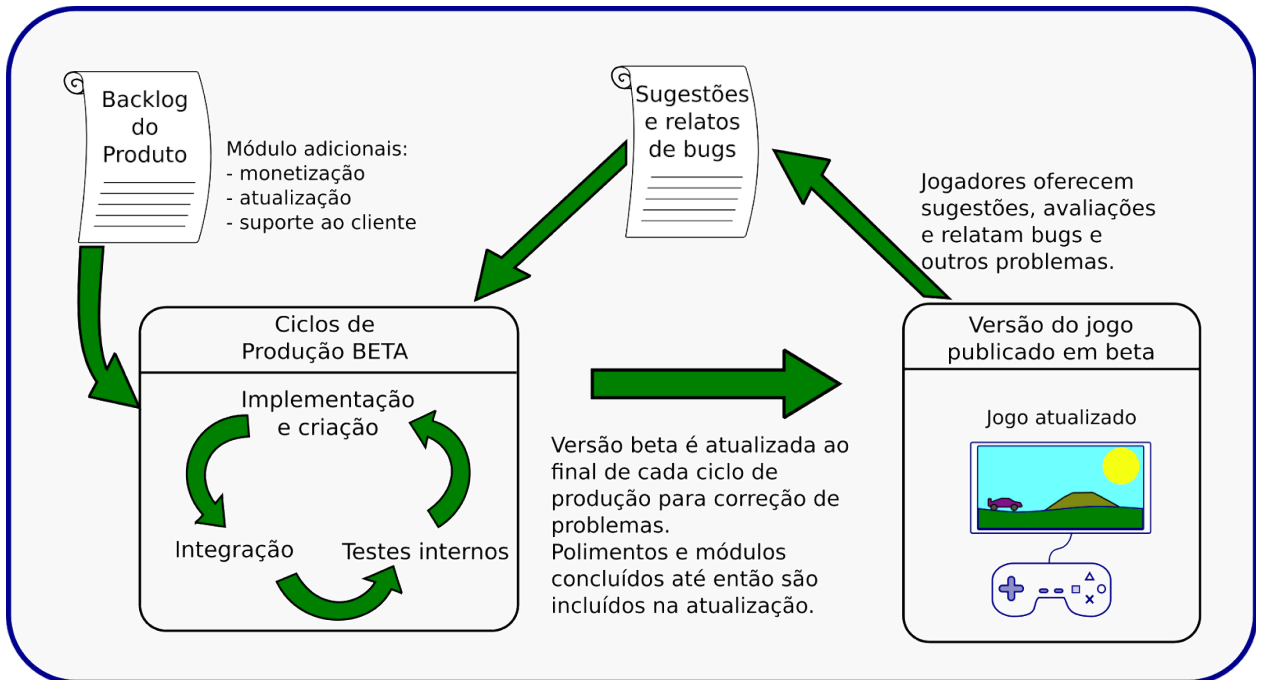 Backlog
do
Produto
Módulo adicionais:
- monetização
- atualização
- suporte ao cliente
Sugestões
e relatos
de bugs
Jogadores oferecem
sugestões, avaliações
e relatam bugs e
outros problemas.
Ciclos de
Produção BETA
Implementação
e criação
Integração
Testes internos
Versão beta é atualizada ao
final de cada ciclo de
produção para correção de
problemas.
Polimentos e módulos
concluídos até então são
incluídos na atualização.
Versão do jogo
publicado em beta
Jogo atualizado